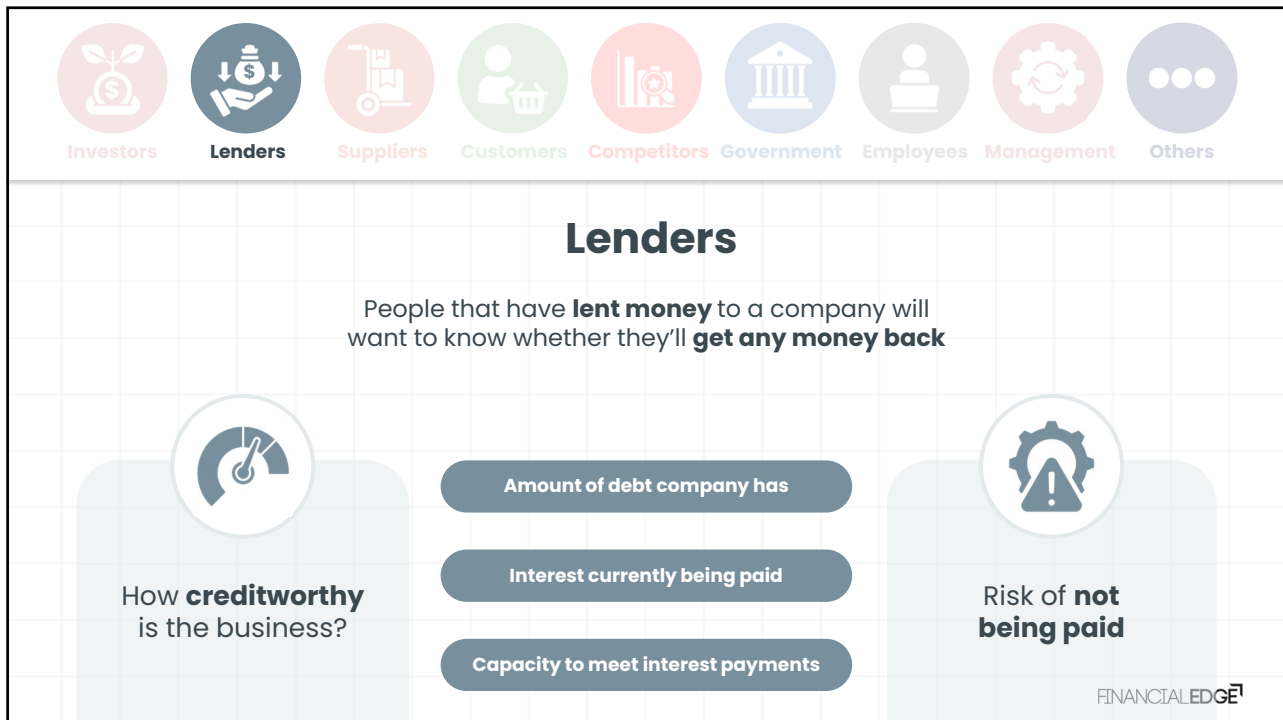 Investors
Lenders
Suppliers
Customers
Competitors
Government
Employees
Management
Others
Lenders
People that have lent money to a company will
want to know whether they'll get any money back
How creditworthy
is the business?
Amount of debt company has
Interest currently being paid
Capacity to meet interest payments
Risk of not
being paid
FINANCIALEDGE